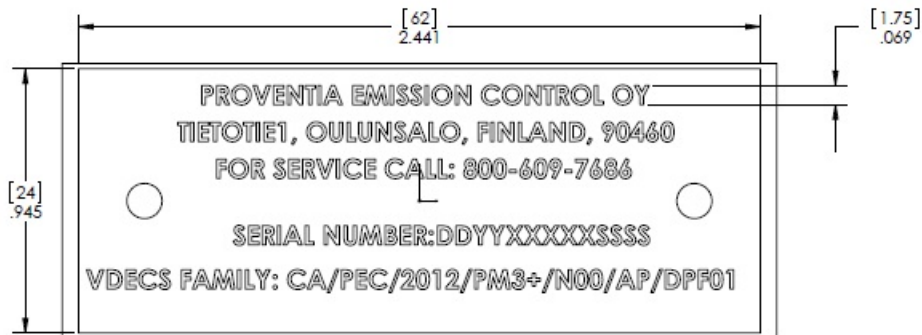 [62]
2.441
[1.75]
.069
PROVENTIA EMISSION CONTROL OY
TIETOTIE1, OULUNSALO, FINLAND, 90460
FOR SERVICE CALL: 800-609-7686
[24]
.945
SERIAL NUMBER:DDYYXXXXXSSSS
VDECS FAMILY: CA/PEC/2012/PM3+/N00/AP/DPF01